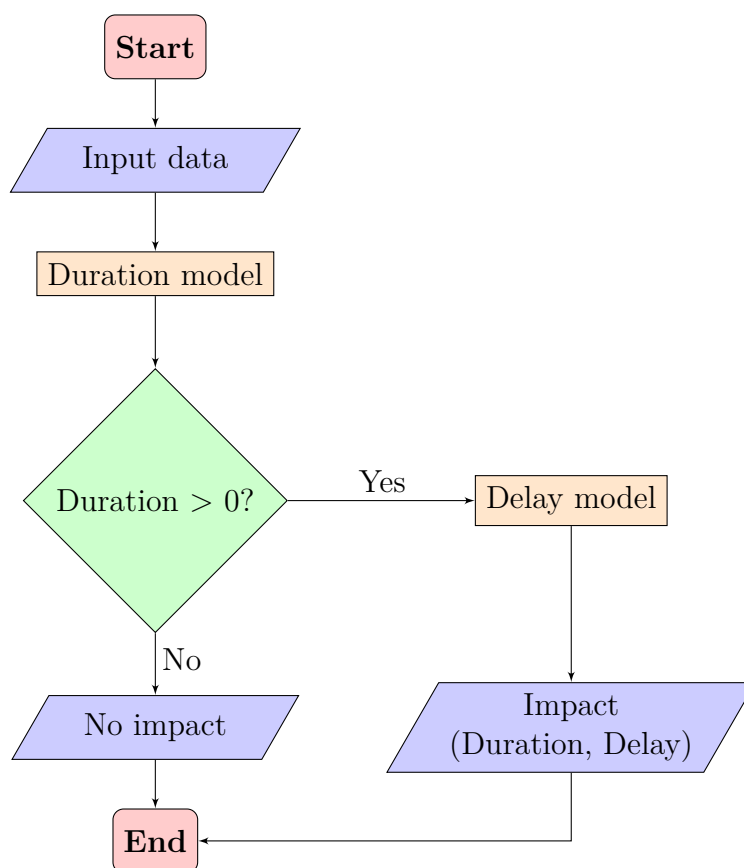 Start
Input data
Duration model
Duration > 0?
Yes
Delay model
No
No impact
Impact
(Duration, Delay)
End